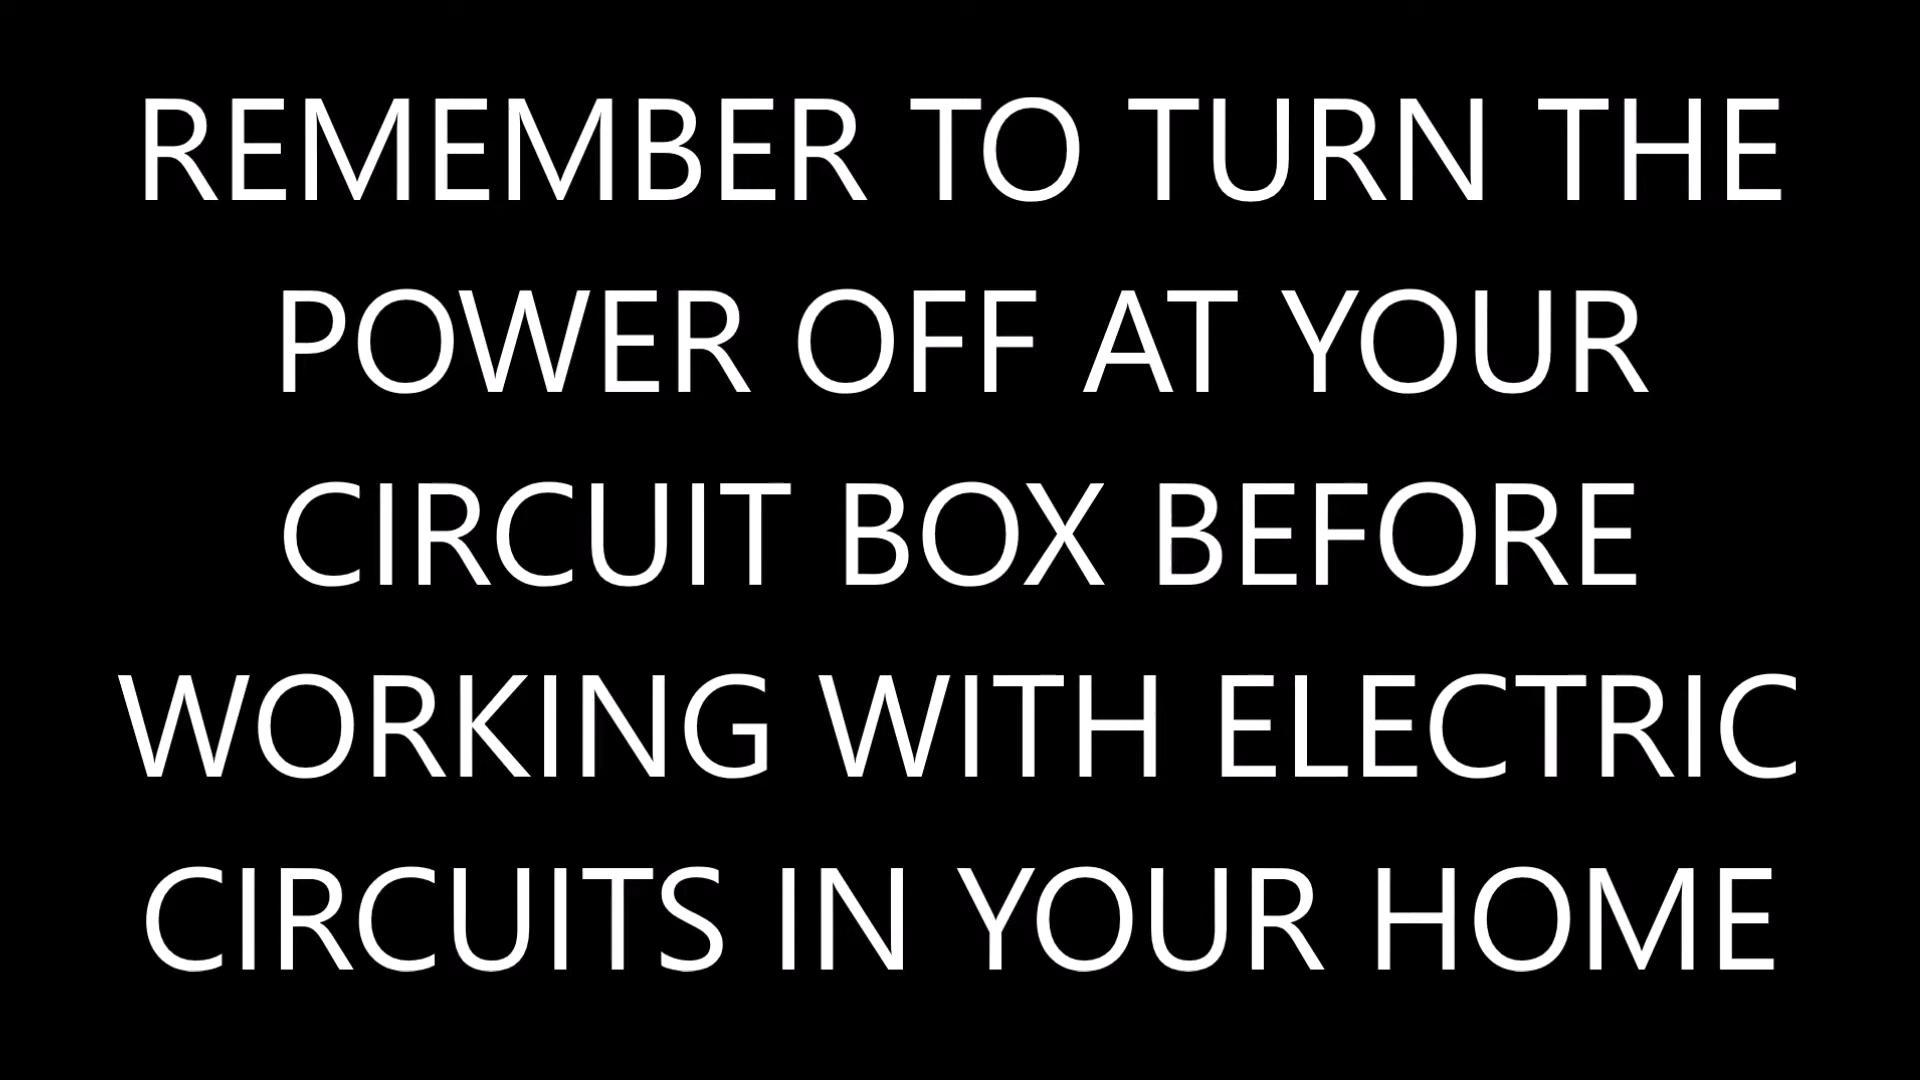 REMEMBER TO TURN THE
POWER OFF AT YOUR
CIRCUIT BOX BEFORE
WORKING WITH ELECTRIC
CIRCUITS IN YOUR HOME